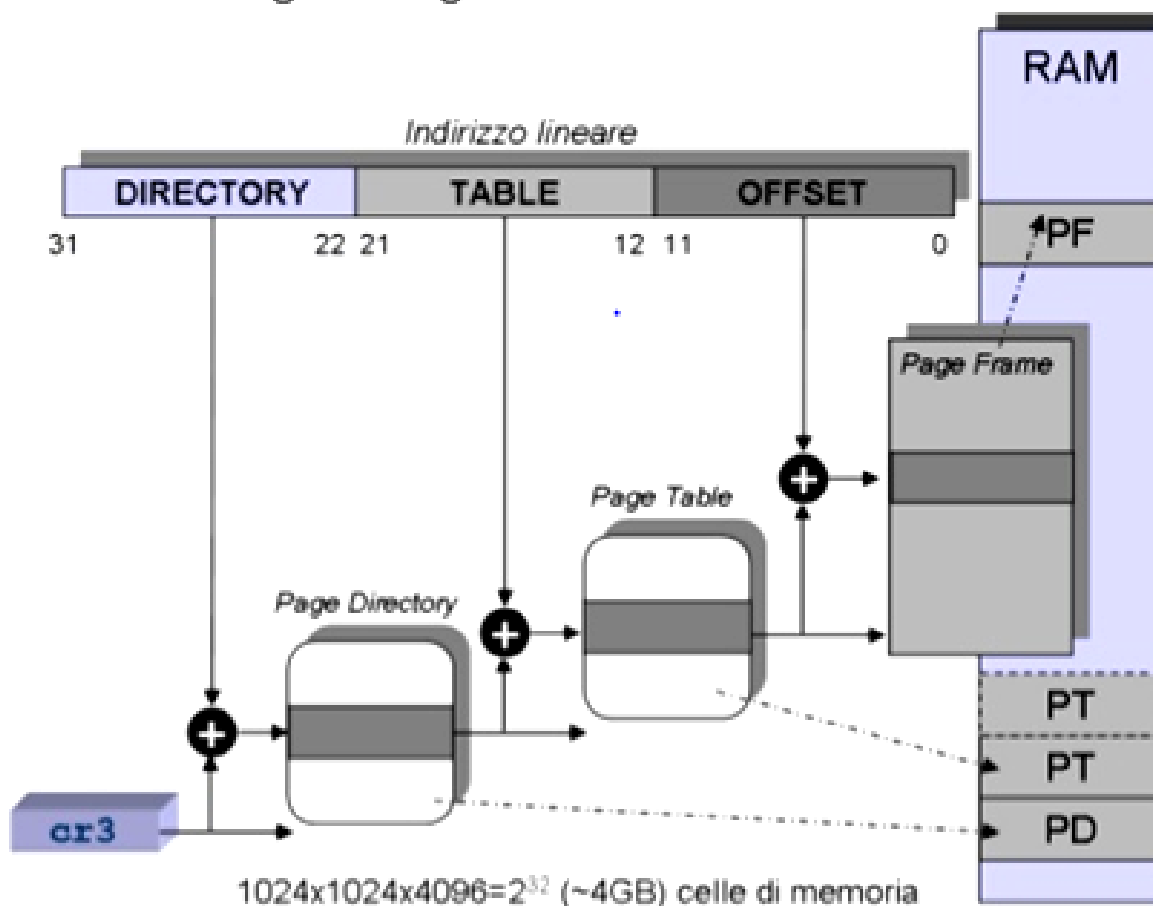 RAM
Indirizzo lineare
DIRECTORY TABLE OFFSET
31 22 21 12 11 0
PF
Page Frame
Page Table
Page Directory
PT
PT
cr3
PD
1024x1024x4096=2³² (~4GB) celle di memoria